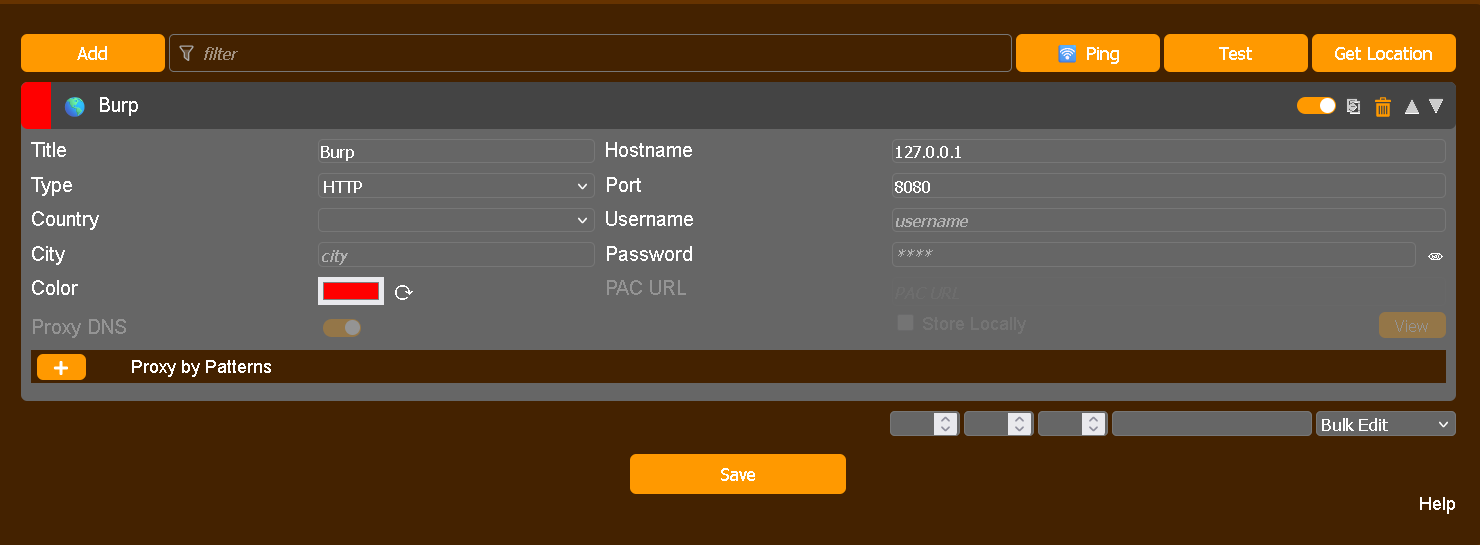 Add filter Ping Test Get Location
Burp
Title Burp Hostname 127.0.0.1
Type HTTP Port 8080
Country Username username
City city Password ****
Color PAC URL PAC URL
Proxy DNS Store Locally View
+ Proxy by Patterns
Bulk Edit
Save
Help